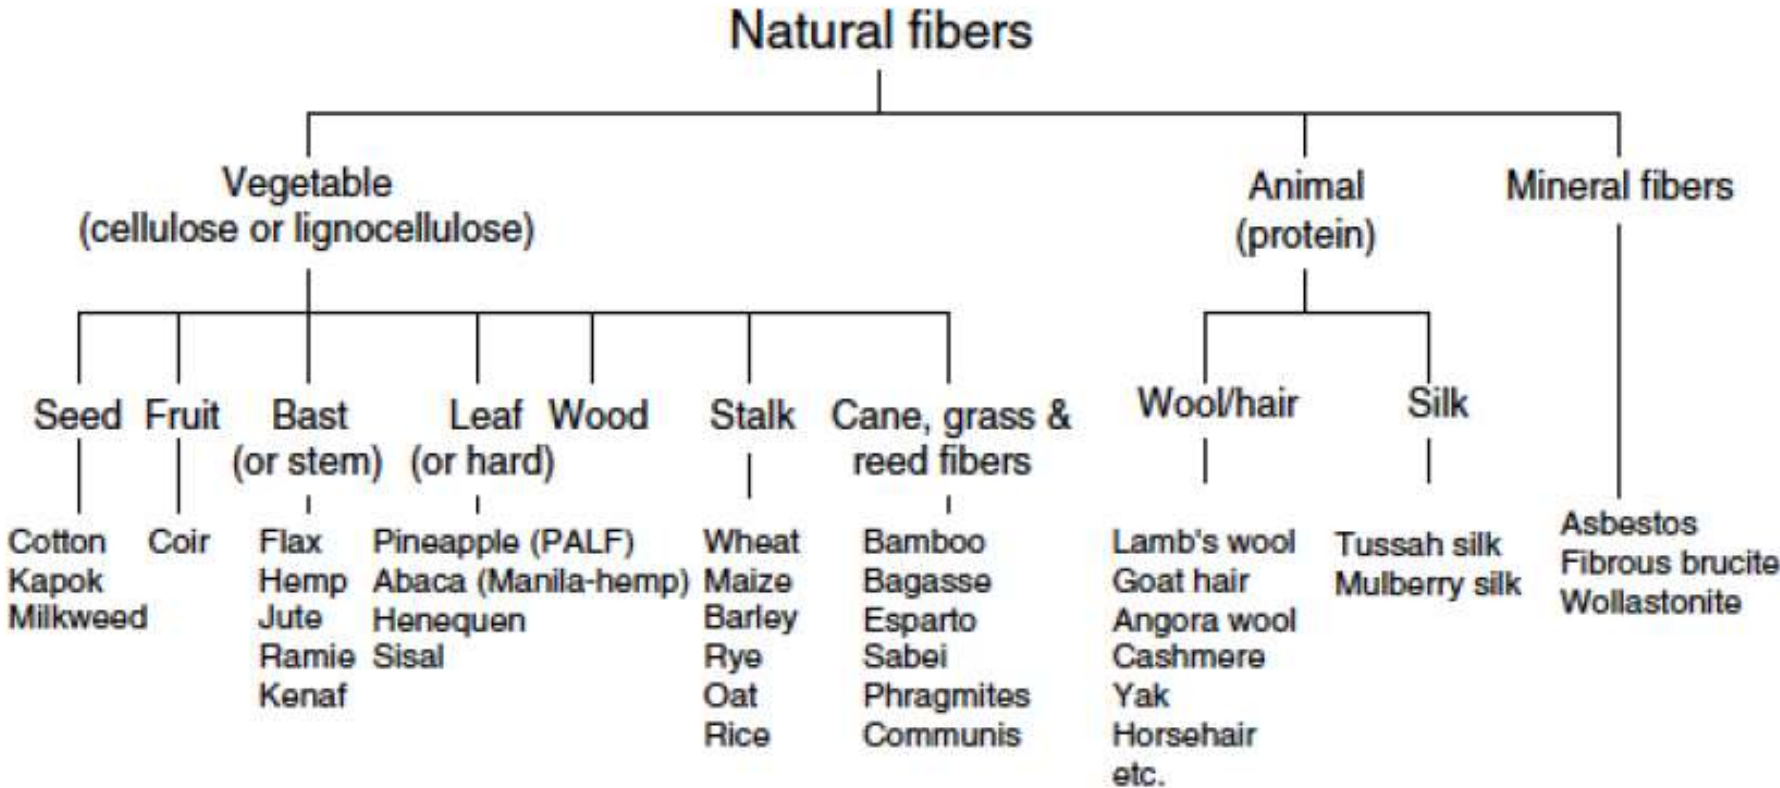 Natural fibers
Vegetable
(cellulose or lignocellulose)
Animal
(protein)
Mineral fibers
Seed
Fruit
Bast
(or stem)
Leaf
(or hard)
Wood
Stalk
Cane, grass &
reed fibers
Wool/hair
Silk
Cotton
Kapok
Milkweed
Coir
Flax
Hemp
Jute
Ramie
Kenaf
Pineapple (PALF)
Abaca (Manila-hemp)
Henequen
Sisal
Wheat
Maize
Barley
Rye
Oat
Rice
Bamboo
Bagasse
Esparto
Sabei
Phragmites
Communis
Lamb's wool
Goat hair
Angora wool
Cashmere
Yak
Horsehair
etc.
Tussah silk
Mulberry silk
Asbestos
Fibrous brucite
Wollastonite